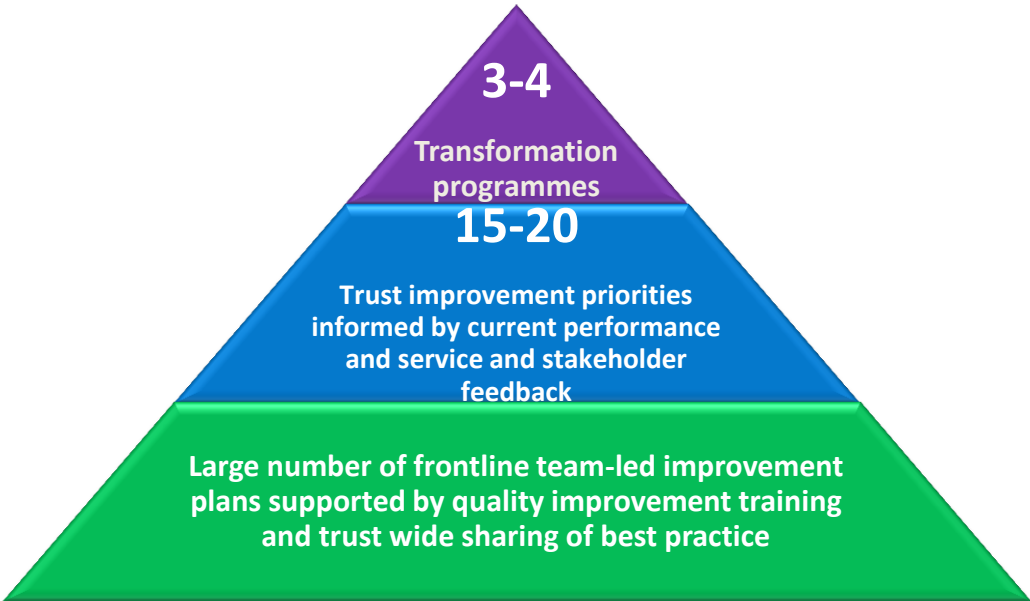 3-4
Transformation
programmes
15-20
Trust improvement priorities
informed by current performance
and service and stakeholder
feedback
Large number of frontline team-led improvement
plans supported by quality improvement training
and trust wide sharing of best practice